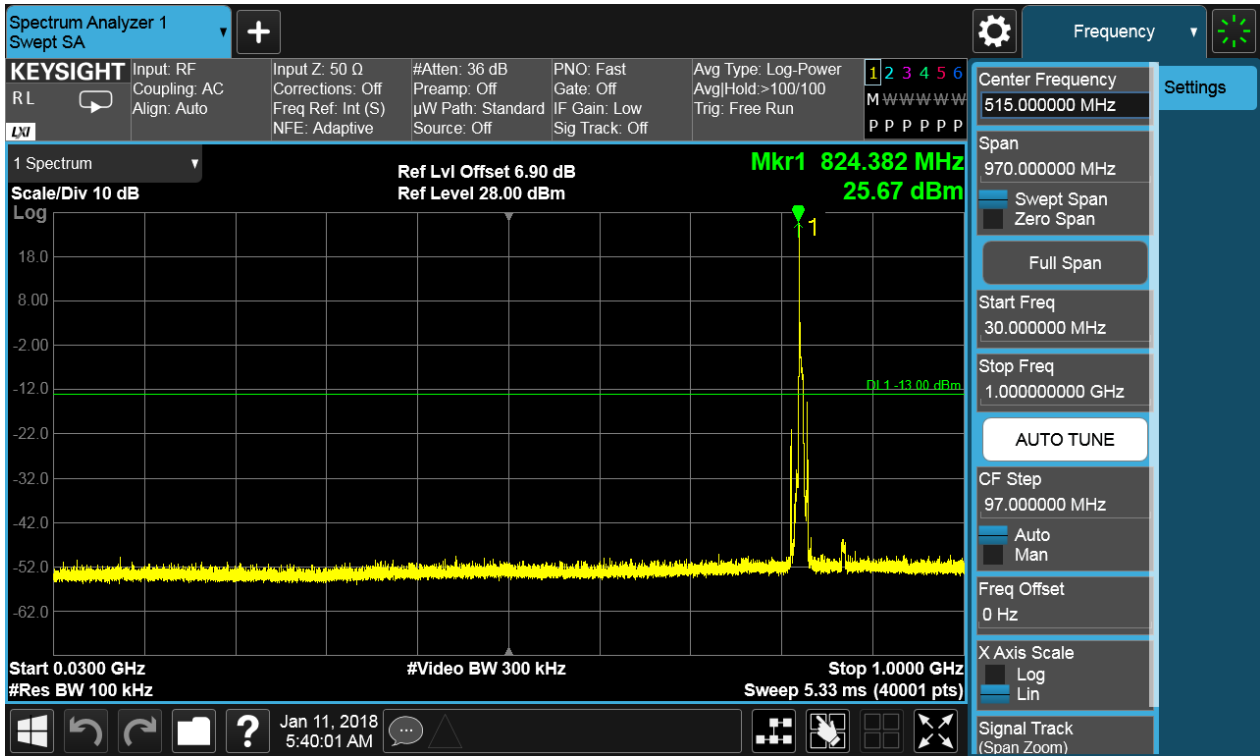 Spectrum Analyzer 1
Swept SA
+
Frequency
KEYSIGHT
RL
LXI
Input: RF
Coupling: AC
Align: Auto
Input Z: 50 Ω
Corrections: Off
Freq Ref: Int (S)
NFE: Adaptive
#Atten: 36 dB
Preamp: Off
µW Path: Standard
Source: Off
PNO: Fast
Gate: Off
IF Gain: Low
Sig Track: Off
Avg Type: Log-Power
Avg|Hold:>100/100
Trig: Free Run
1 2 3 4 5 6
M W W W W W
P P P P P P
1 Spectrum
Scale/Div 10 dB
Log
Ref Lvl Offset 6.90 dB
Ref Level 28.00 dBm
Mkr1 824.382 MHz
25.67 dBm
1
18.0
8.00
-2.00
-12.0
DL1 -13.00 dBm
-22.0
-32.0
-42.0
-52.0
-62.0
Start 0.0300 GHz
#Video BW 300 kHz
Stop 1.0000 GHz
#Res BW 100 kHz
Sweep 5.33 ms (40001 pts)
Center Frequency
515.000000 MHz
Settings
Span
970.000000 MHz
Swept Span
Zero Span
Full Span
Start Freq
30.000000 MHz
Stop Freq
1.000000000 GHz
AUTO TUNE
CF Step
97.000000 MHz
Auto
Man
Freq Offset
0 Hz
X Axis Scale
Log
Lin
Signal Track
(Span Zoom)
?
Jan 11, 2018
5:40:01 AM